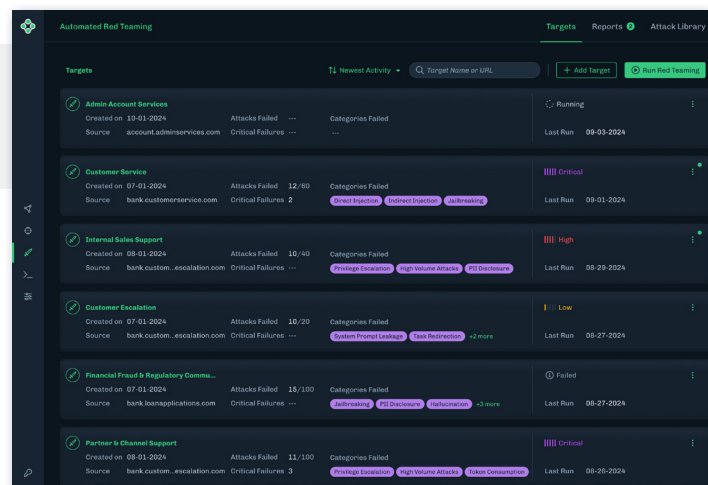 Automated Red Teaming
Targets Reports 2 Attack Library
Targets
Newest Activity
Target Name or URL
+ Add Target
Run Red Teaming
Admin Account Services
Created on 10-01-2024 Attacks Failed --- Categories Failed
Source account.adminservices.com Critical Failures --- ---
Running
Last Run 09-03-2024
Customer Service
Created on 07-01-2024 Attacks Failed 12/60 Categories Failed
Source bank.customerservice.com Critical Failures 2 Direct Injection Indirect Injection Jailbreaking
Critical
Last Run 09-01-2024
Internal Sales Support
Created on 08-01-2024 Attacks Failed 10/40 Categories Failed
Source bank.custom...escalation.com Critical Failures --- Privilege Escalation High Volume Attacks PII Disclosure
High
Last Run 08-29-2024
Customer Escalation
Created on 07-01-2024 Attacks Failed 10/20 Categories Failed
Source bank.custom...escalation.com Critical Failures --- System Prompt Leakage Task Redirection +2 more
Low
Last Run 08-27-2024
Financial Fraud & Regulatory Commu...
Created on 07-01-2024 Attacks Failed 15/100 Categories Failed
Source bank.loanapplications.com Critical Failures --- Jailbreaking PII Disclosure Hallucination +3 more
Failed
Last Run 08-27-2024
Partner & Channel Support
Created on 08-01-2024 Attacks Failed 11/100 Categories Failed
Source bank.custom...escalation.com Critical Failures 3 Privilege Escalation High Volume Attacks Token Consumption
Critical
Last Run 08-26-2024